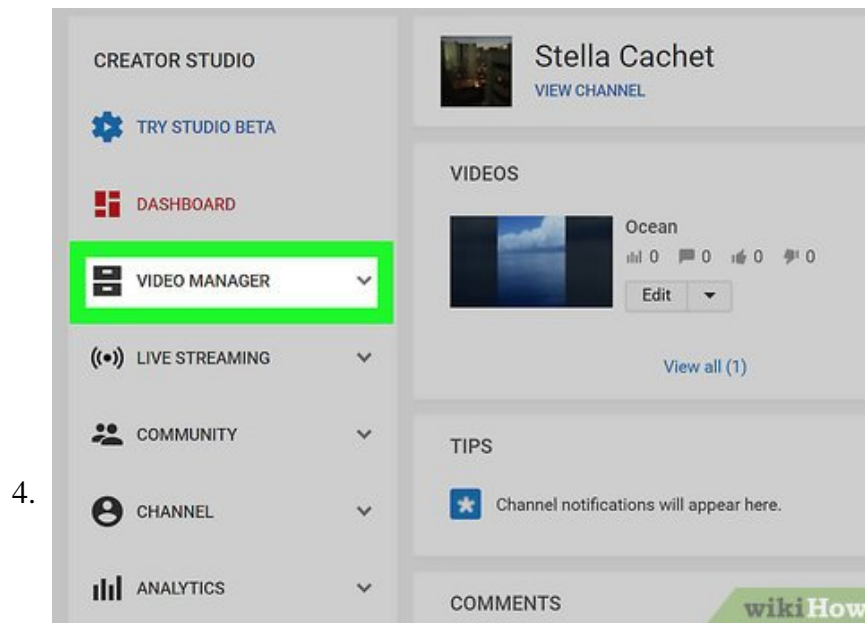 4.
CREATOR STUDIO
TRY STUDIO BETA
DASHBOARD
VIDEO MANAGER
LIVE STREAMING
COMMUNITY
CHANNEL
ANALYTICS
Stella Cachet
VIEW CHANNEL
VIDEOS
Ocean
0 0 0 0
Edit
View all (1)
TIPS
Channel notifications will appear here.
COMMENTS
wikiHow